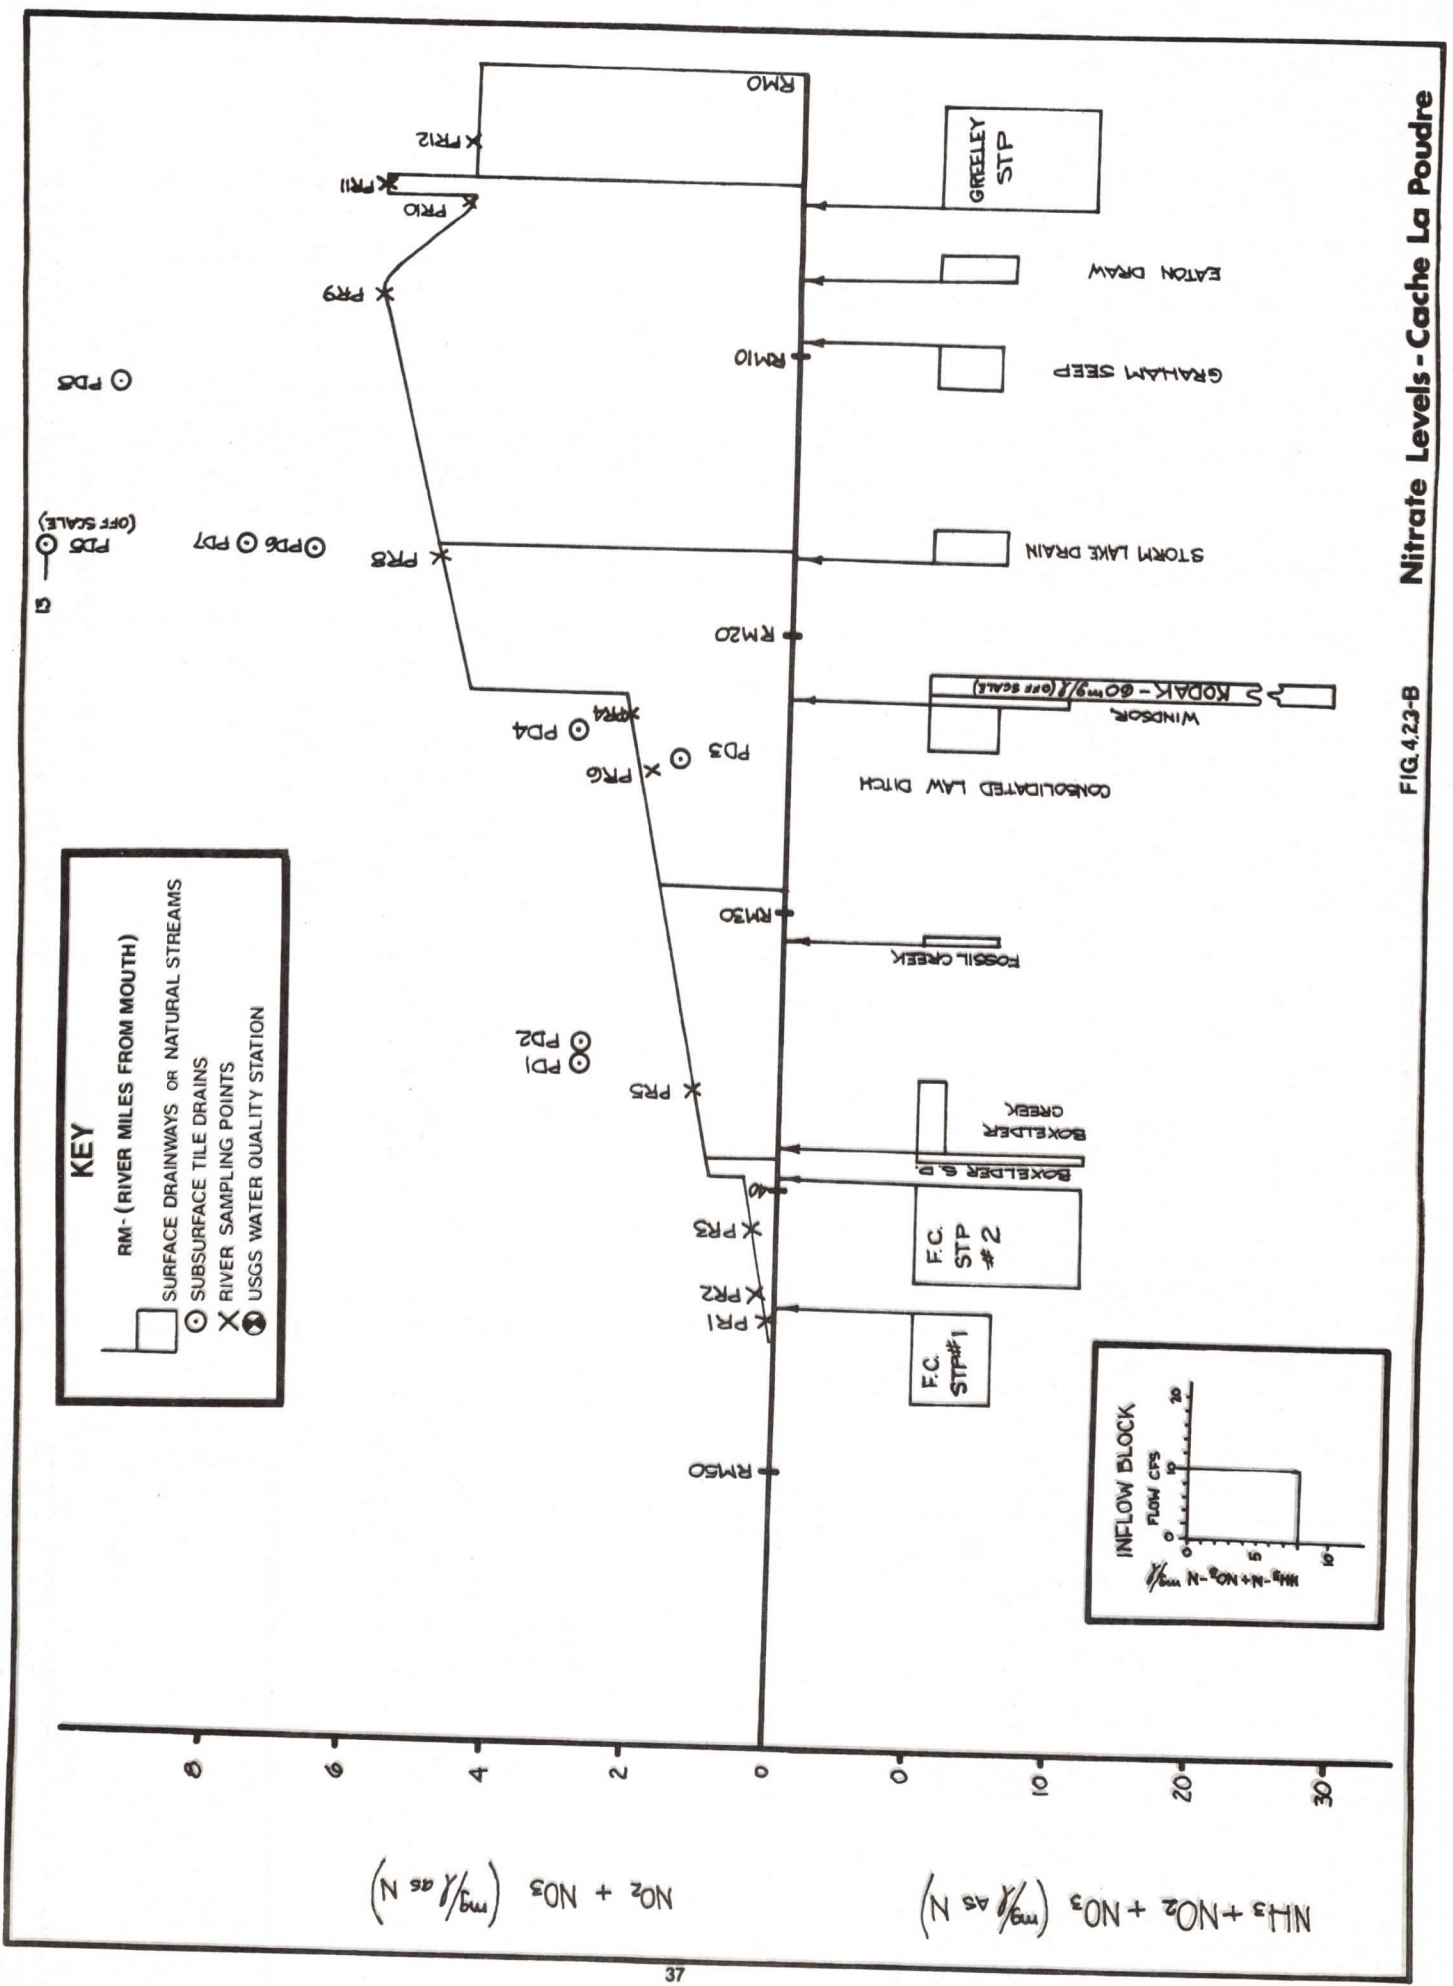 KEY
RM- (RIVER MILES FROM MOUTH)
SURFACE DRAINWAYS OR NATURAL STREAMS
SUBSURFACE TILE DRAINS
RIVER SAMPLING POINTS
USGS WATER QUALITY STATION
NO2 + NO3 (mg/l as N)
8
6
4
2
0
NH3 + NO2 + NO3 (mg/l AS N)
0
10
20
30
RM50
40
RM30
RM20
RM10
RM0
PR1
PR2
PR3
PR5
PD1
PD2
PR6
PD3
PR4
PD4
PR8
PD6
PD7
15
PD5
(OFF SCALE)
PD8
PR9
PR10
PR11
PR12
F.C.
STP#1
F.C.
STP
#2
BOXELDER S.D.
BOXELDER
CREEK
FOSSIL CREEK
CONSOLIDATED LAW DITCH
WINDSOR
KODAK - 60 mg/l (OFF SCALE)
STORM LAKE DRAIN
GRAHAM SEEP
EATON DRAW
GREELEY
STP
INFLOW BLOCK
FLOW CFS
0
10
20
NH3-N+NO3-N mg/l
0
5
10
FIG. 4.2.3-B Nitrate Levels - Cache La Poudre
37